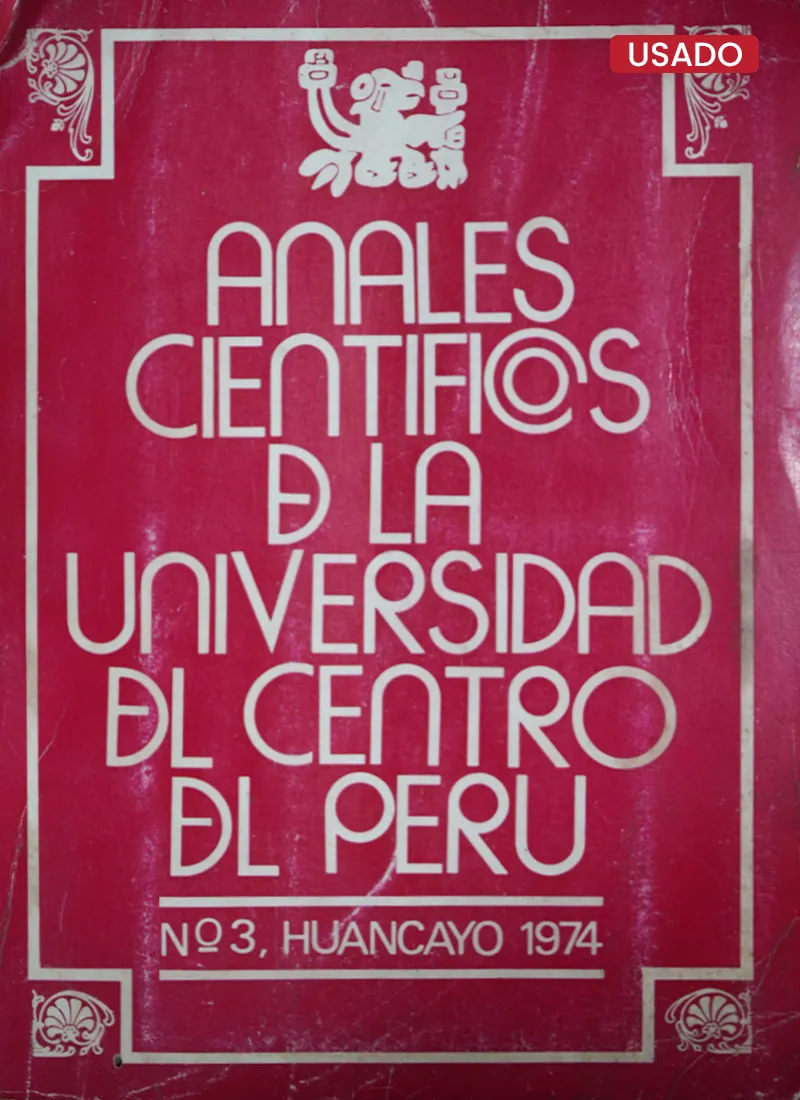 USADO
ANALES
CIENTIFICOS
DE LA
UNIVERSIDAD
DEL CENTRO
DEL PERU
Nº 3, HUANCAYO 1974